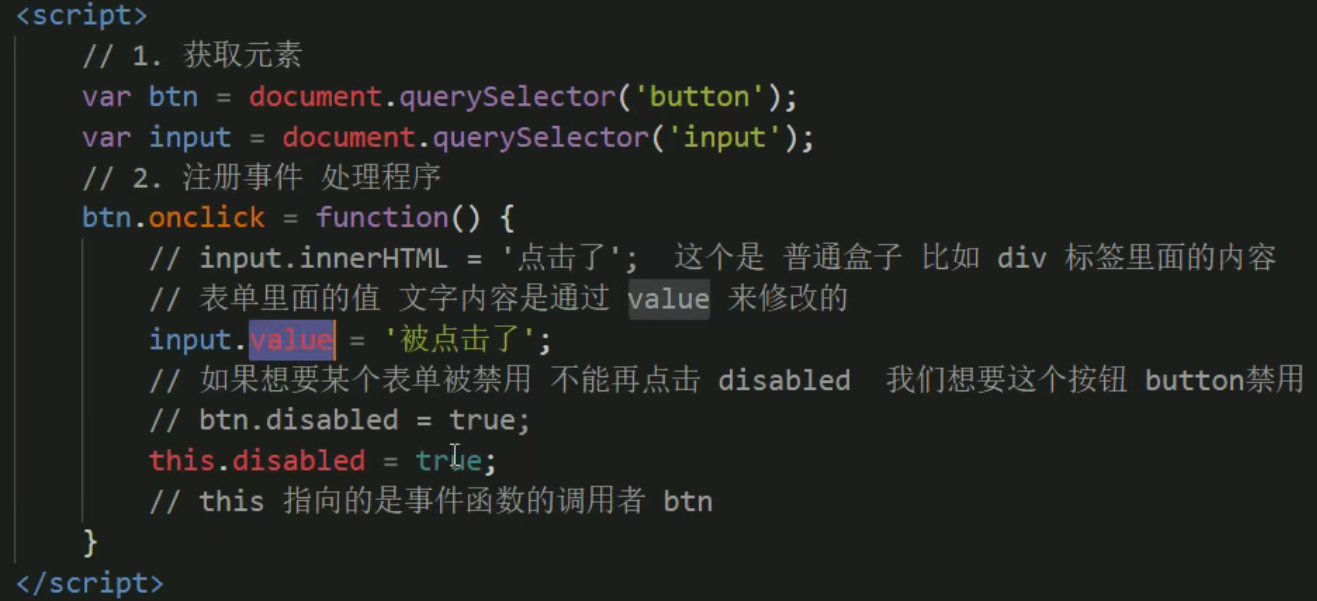 <script>
// 1. 获取元素
var btn = document.querySelector('button');
var input = document.querySelector('input');
// 2. 注册事件 处理程序
btn.onclick = function() {
// input.innerHTML = '点击了';  这个是 普通盒子 比如 div 标签里面的内容
// 表单里面的值 文字内容是通过 value 来修改的
input.value = '被点击了';
// 如果想要某个表单被禁用 不能再点击 disabled  我们想要这个按钮 button禁用
// btn.disabled = true;
this.disabled = true;
// this 指向的是事件函数的调用者 btn
}
</script>